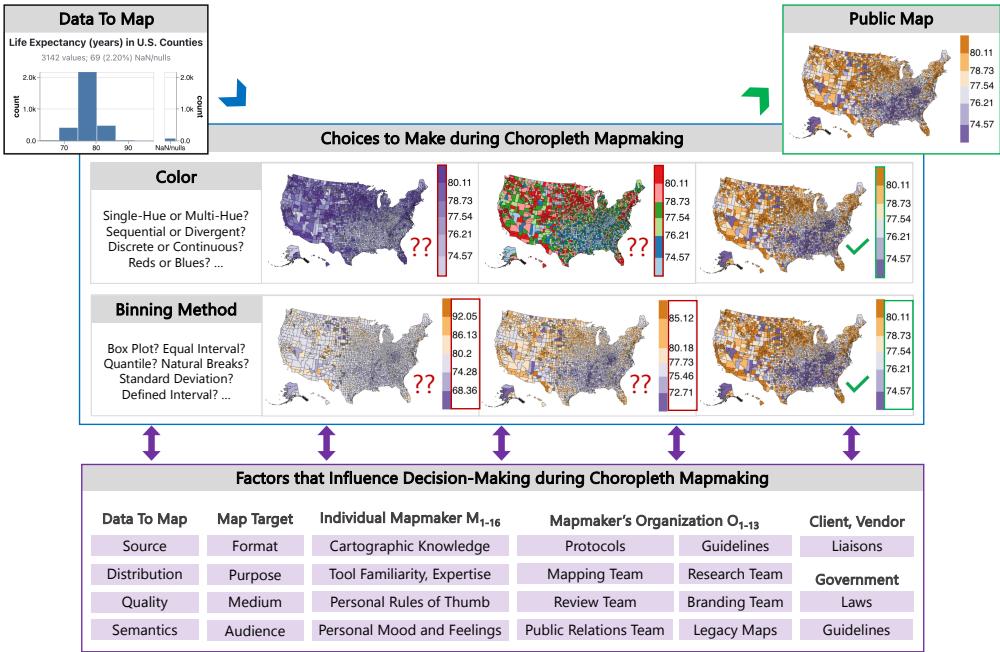 Data To Map
Life Expectancy (years) in U.S. Counties
3142 values; 69 (2.20%) NaN/nulls
2.0k
1.0k
0.0
count
70
80
90
2.0k
1.0k
0.0
count
NaN/nulls
Public Map
80.11
78.73
77.54
76.21
74.57
Choices to Make during Choropleth Mapmaking
Color
Single-Hue or Multi-Hue?
Sequential or Divergent?
Discrete or Continuous?
Reds or Blues? ...
??
80.11
78.73
77.54
76.21
74.57
??
80.11
78.73
77.54
76.21
74.57
80.11
78.73
77.54
76.21
74.57
Binning Method
Box Plot? Equal Interval?
Quantile? Natural Breaks?
Standard Deviation?
Defined Interval? ...
??
92.05
86.13
80.2
74.28
68.36
??
85.12
80.18
77.73
75.46
72.71
80.11
78.73
77.54
76.21
74.57
Factors that Influence Decision-Making during Choropleth Mapmaking
Data To Map
Source
Distribution
Quality
Semantics
Map Target
Format
Purpose
Medium
Audience
Individual Mapmaker M1-16
Cartographic Knowledge
Tool Familiarity, Expertise
Personal Rules of Thumb
Personal Mood and Feelings
Mapmaker's Organization O1-13
Protocols
Mapping Team
Review Team
Public Relations Team
Guidelines
Research Team
Branding Team
Legacy Maps
Client, Vendor
Liaisons
Government
Laws
Guidelines